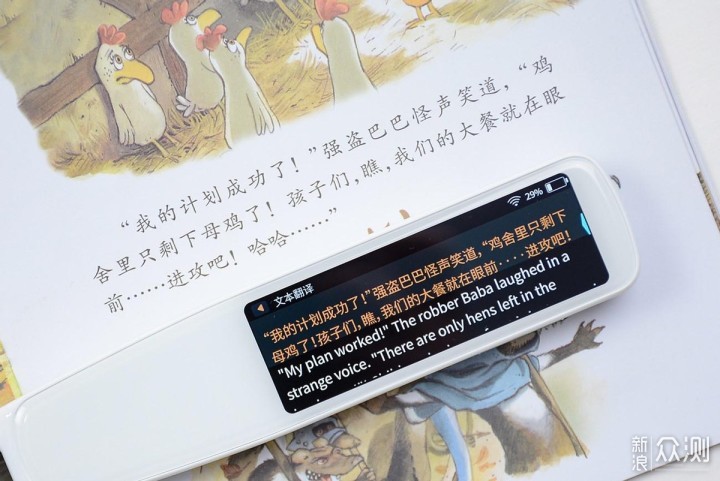 “我的计划成功了！”强盗巴巴怪声笑道，“鸡
舍里只剩下母鸡了！孩子们，瞧，我们的大餐就在眼
前……进攻吧！哈哈……”
29%
文本翻译
“我的计划成功了！”强盗巴巴怪声笑道，“鸡舍里只剩下
母鸡了！孩子们，瞧，我们的大餐就在眼前····进攻吧！
"My plan worked!" The robber Baba laughed in a
strange voice. "There are only hens left in the
新浪众测